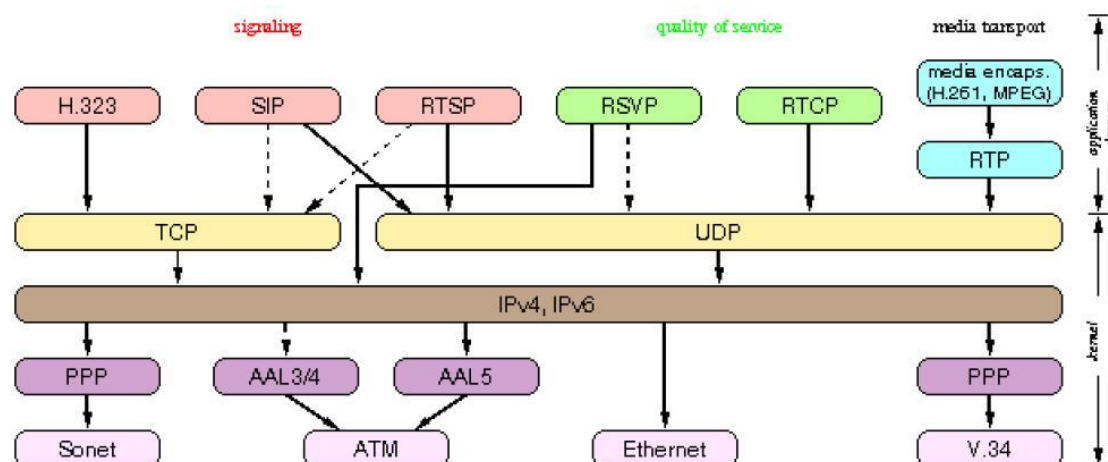 signaling
quality of service
media transport
media encaps.
(H.261, MPEG)
H.323
SIP
RTSP
RSVP
RTCP
application
RTP
TCP
UDP
IPv4, IPv6
kernel
PPP
AAL3/4
AAL5
PPP
Sonet
ATM
Ethernet
V.34